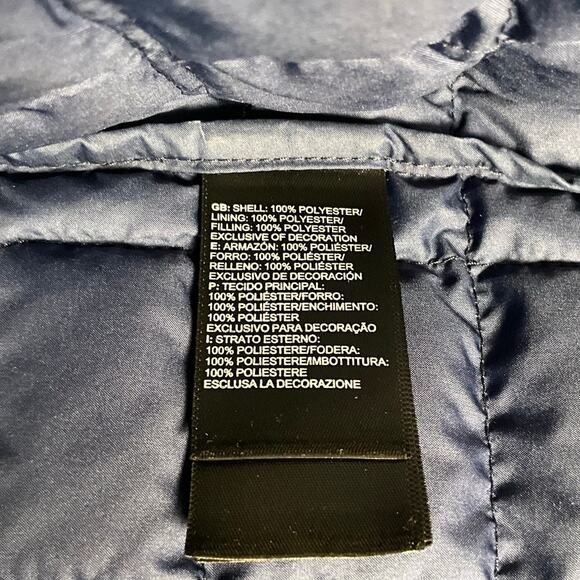 GB: SHELL: 100% POLYESTER/
LINING: 100% POLYESTER/
FILLING: 100% POLYESTER
EXCLUSIVE OF DECORATION
E: ARMAZÓN: 100% POLIÉSTER/
FORRO: 100% POLIÉSTER/
RELLENO: 100% POLIÉSTER
EXCLUSIVO DE DECORACIÓN
P: TECIDO PRINCIPAL:
100% POLIÉSTER/FORRO:
100% POLIÉSTER/ENCHIMENTO:
100% POLIÉSTER
EXCLUSIVO PARA DECORAÇÃO
I: STRATO ESTERNO:
100% POLIESTERE/FODERA:
100% POLIESTERE/IMBOTTITURA:
100% POLIESTERE
ESCLUSA LA DECORAZIONE